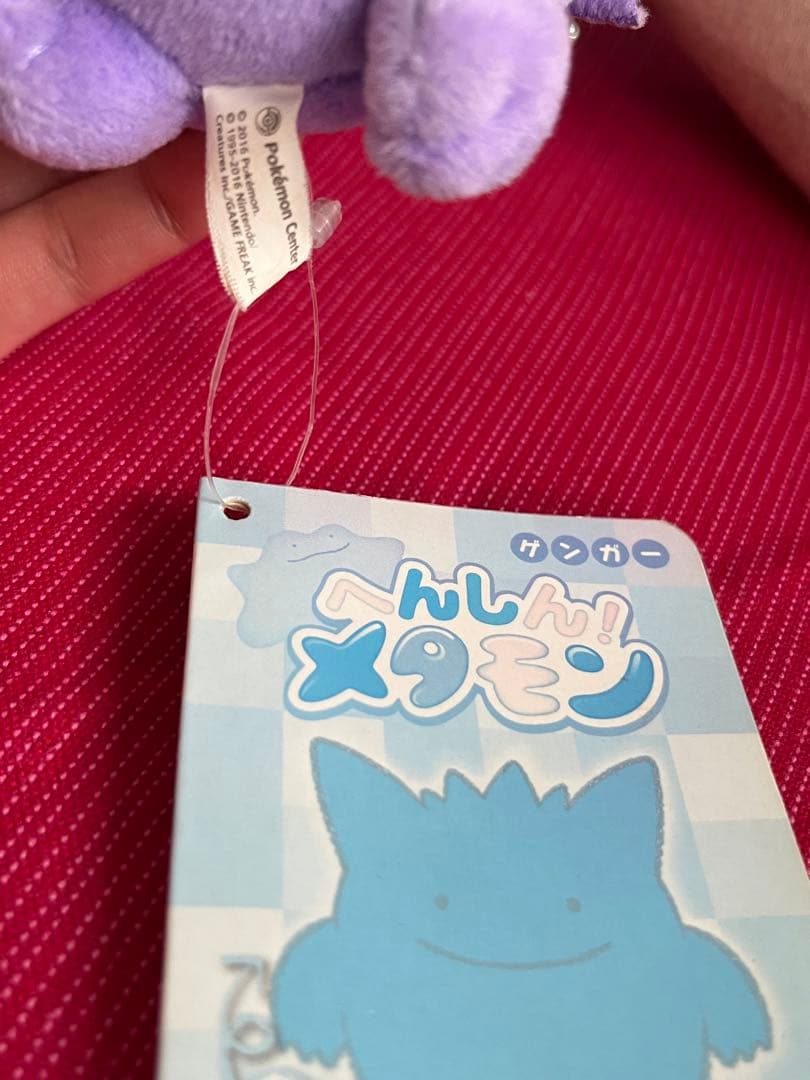 Pokémon Center
© 2016 Pokémon.
© 1995-2016 Nintendo/
Creatures Inc./GAME FREAK inc.
ゲンガー
へんしん!
メタモン